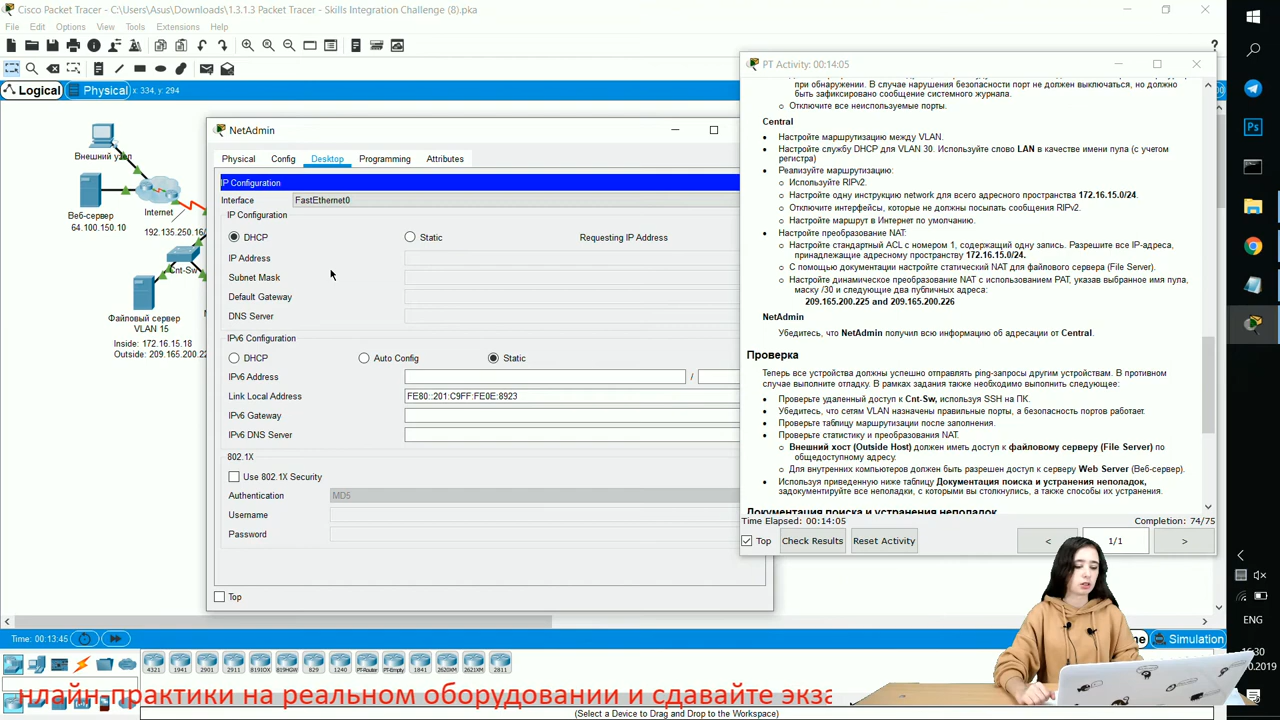 Cisco Packet Tracer - C:\Users\Asus\Downloads\1.3.1.3 Packet Tracer - Skills Integration Challenge (8).pka
File Edit Options View Tools Extensions Help
?
Logical Physical x: 334, y: 294
PT Activity: 00:14:05
при обнаружении. В случае нарушения безопасности порт не должен выключаться, но должно
быть зафиксировано сообщение системного журнала.
Отключите все неиспользуемые порты.
Central
Настройте маршрутизацию между VLAN.
Настройте службу DHCP для VLAN 30. Используйте слово LAN в качестве имени пула (с учетом
регистра)
Реализуйте маршрутизацию:
Используйте RIPv2.
Настройте одну инструкцию network для всего адресного пространства 172.16.15.0/24.
Отключите интерфейсы, которые не должны посылать сообщения RIPv2.
Настройте маршрут в Интернет по умолчанию.
Настройте преобразование NAT:
Настройте стандартный ACL с номером 1, содержащий одну запись. Разрешите все IP-адреса,
принадлежащие адресному пространству 172.16.15.0/24.
С помощью документации настройте статический NAT для файлового сервера (File Server).
Настройте динамическое преобразование NAT с использованием PAT, указав выбранное имя пула,
маску /30 и следующие два публичных адреса:
209.165.200.225 and 209.165.200.226
NetAdmin
Убедитесь, что NetAdmin получил всю информацию об адресации от Central.
Проверка
Теперь все устройства должны успешно отправлять ping-запросы другим устройствам. В противном
случае выполните отладку. В рамках задания также необходимо выполнить следующее:
Проверьте удаленный доступ к Cnt-Sw, используя SSH на ПК.
Убедитесь, что сетям VLAN назначены правильные порты, а безопасность портов работает.
Проверьте таблицу маршрутизации после заполнения.
Проверьте статистику и преобразования NAT.
Внешний хост (Outside Host) должен иметь доступ к файловому серверу (File Server) по
общедоступному адресу.
Для внутренних компьютеров должен быть разрешен доступ к серверу Web Server (Веб-сервер).
Используя приведенную ниже таблицу Документация поиска и устранения неполадок,
задокументируйте все неполадки, с которыми вы столкнулись, а также способы их устранения.
Документация поиска и устранения неполадок
Time Elapsed: 00:14:05 Completion: 74/75
Top Check Results Reset Activity < 1/1 >
NetAdmin
Physical Config Desktop Programming Attributes
IP Configuration
Interface FastEthernet0
IP Configuration
DHCP Static Requesting IP Address
IP Address
Subnet Mask
Default Gateway
DNS Server
IPv6 Configuration
DHCP Auto Config Static
IPv6 Address /
Link Local Address FE80::201:C9FF:FE0E:8923
IPv6 Gateway
IPv6 DNS Server
802.1X
Use 802.1X Security
Authentication MD5
Username
Password
Top
Внешний узел
Веб-сервер
64.100.150.10
Internet
192.135.250.16/
Cnt-Sw
Файловый сервер
VLAN 15
Inside: 172.16.15.18
Outside: 209.165.200.22
Time: 00:13:45
Simulation
4321 1941 2901 2911 819IOX 819HGW 829 1240 PT-Router PT-Empty 1841 2620XM 2621XM 2811
нлайн-практики на реальном оборудовании и сдавайте экза
(Select a Device to Drag and Drop to the Workspace)
Ps
ENG